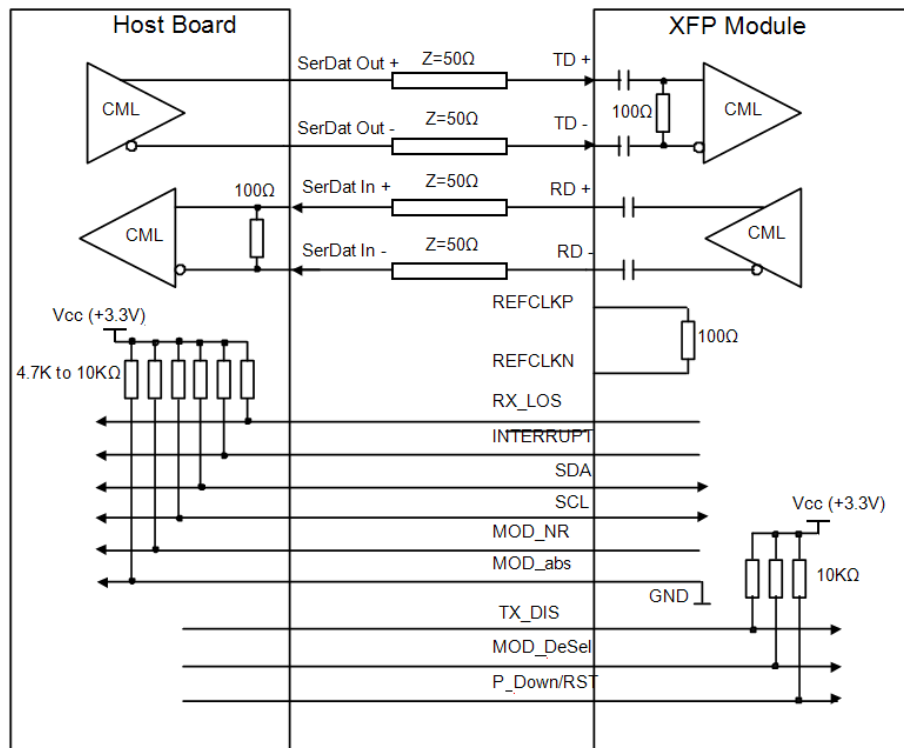 Host Board
XFP Module
SerDat Out +
Z=50Ω
TD +
CML
100Ω
CML
SerDat Out -
Z=50Ω
TD -
100Ω
SerDat In +
Z=50Ω
RD +
CML
CML
SerDat In -
Z=50Ω
RD -
REFCLKP
100Ω
REFCLKN
Vcc (+3.3V)
4.7K to 10KΩ
RX_LOS
INTERRUPT
SDA
SCL
Vcc (+3.3V)
MOD_NR
MOD_abs
10KΩ
GND
TX_DIS
MOD_DeSel
P_Down/RST